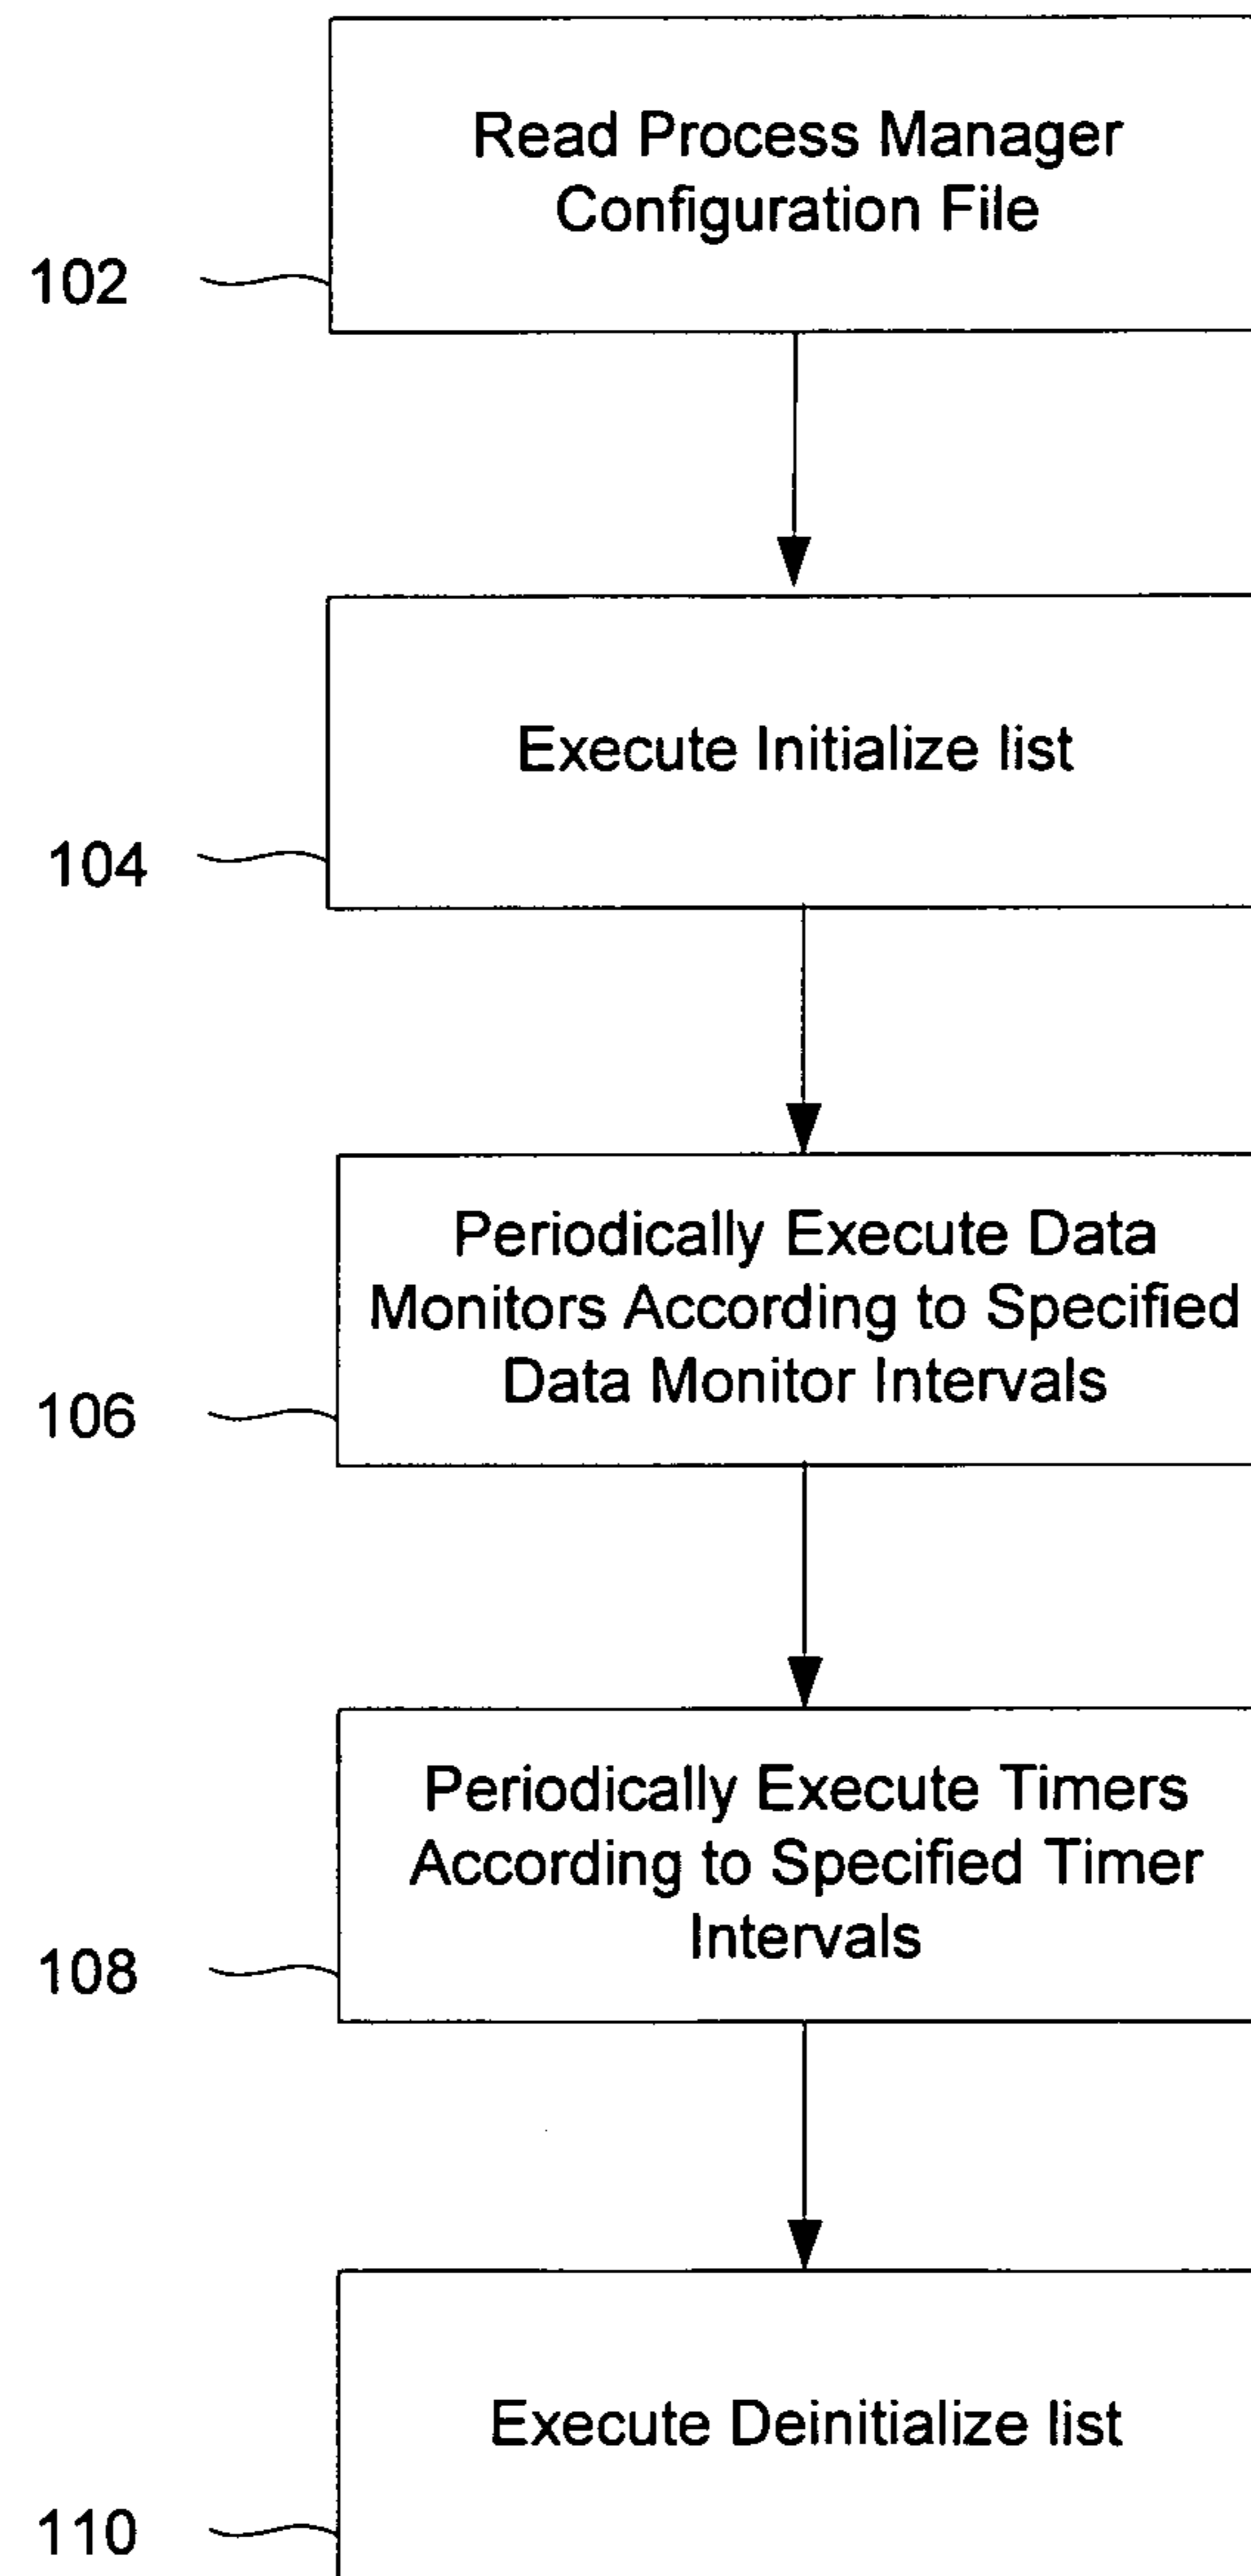 Read Process Manager
Configuration File
102
Execute Initialize list
104
Periodically Execute Data
Monitors According to Specified
Data Monitor Intervals
106
Periodically Execute Timers
According to Specified Timer
Intervals
108
Execute Deinitialize list
110